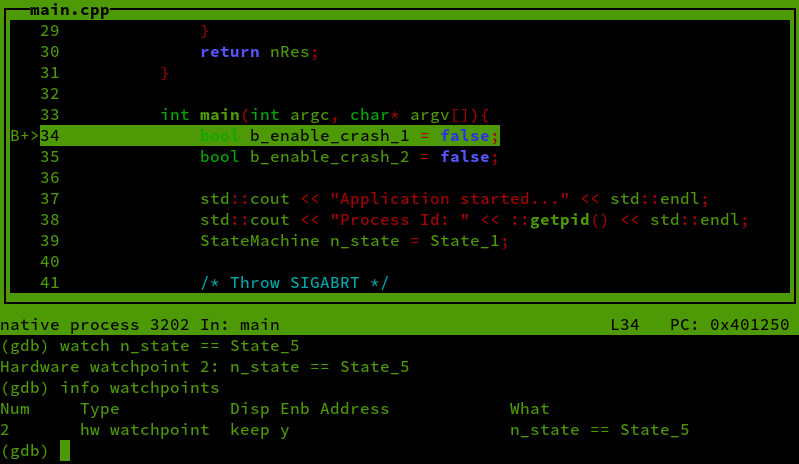 main.cpp
29 }
30 return nRes;
31 }
32
33 int main(int argc, char* argv[]){
B+>34 bool b_enable_crash_1 = false;
35 bool b_enable_crash_2 = false;
36
37 std::cout << "Application started..." << std::endl;
38 std::cout << "Process Id: " << ::getpid() << std::endl;
39 StateMachine n_state = State_1;
40
41 /* Throw SIGABRT */
native process 3202 In: main L34 PC: 0x401250
(gdb) watch n_state == State_5
Hardware watchpoint 2: n_state == State_5
(gdb) info watchpoints
Num Type Disp Enb Address What
2 hw watchpoint keep y n_state == State_5
(gdb)